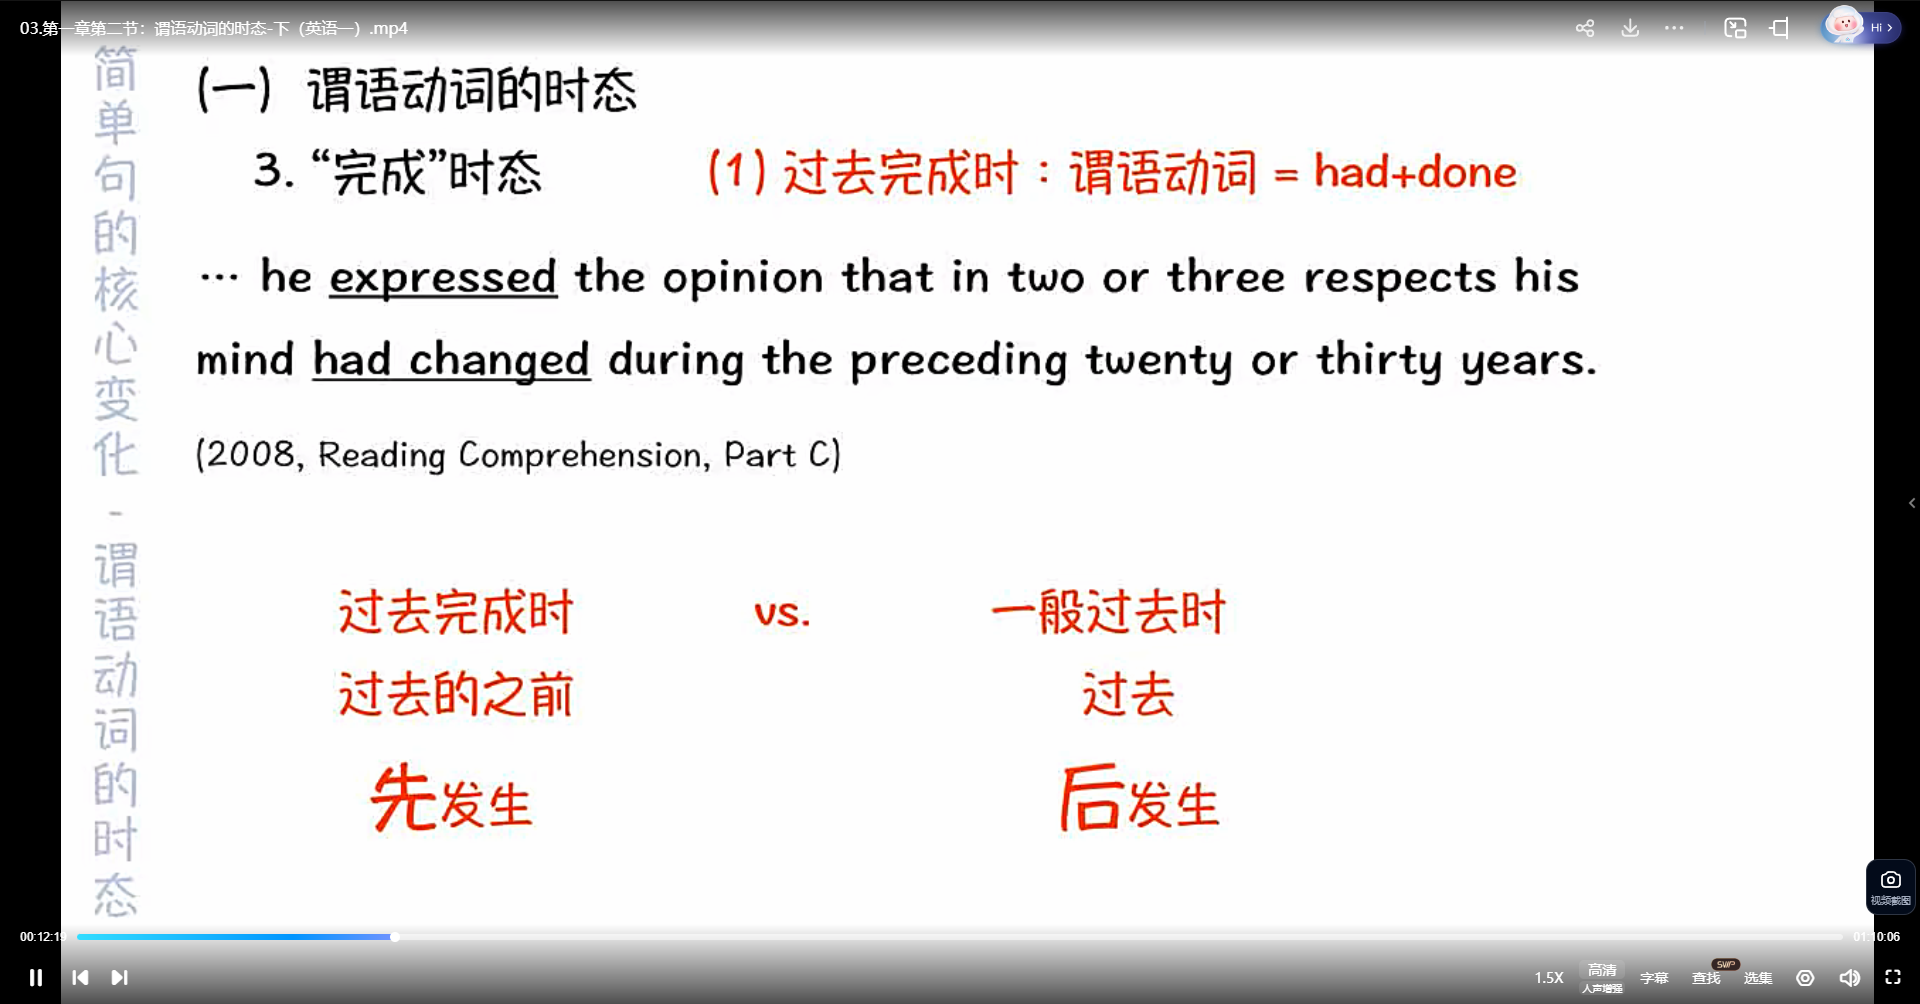 03.第一章第二节：谓语动词的时态-下（英语一）.mp4
Hi >
简单句的核心变化-谓语动词的时态
(一) 谓语动词的时态
3. “完成”时态
(1) 过去完成时：谓语动词 = had+done
… he expressed the opinion that in two or three respects his
mind had changed during the preceding twenty or thirty years.
(2008, Reading Comprehension, Part C)
过去完成时 vs. 一般过去时
过去的之前 过去
先发生 后发生
视频截图
00:12:19 01:10:06
1.5X 高清 字幕 查找 选集
人声增强
SVIP